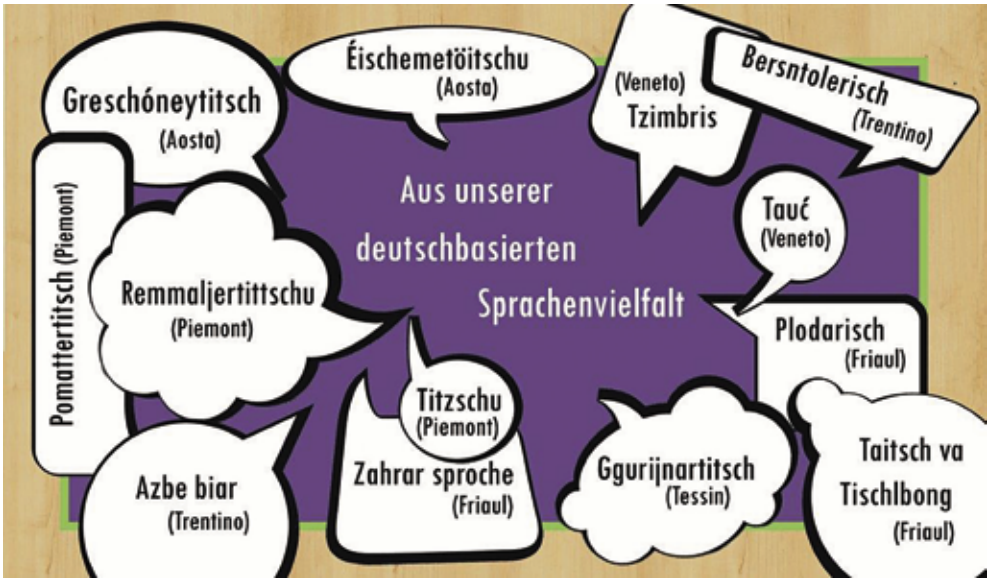 Greschóneytitsch
(Aosta)
Éischemetöitschu
(Aosta)
(Veneto)
Tzimbris
Bersntolerisch
(Trentino)
Pomattertitsch (Piemont)
Aus unserer
deutschbasierten
Sprachenvielfalt
Tauć
(Veneto)
Remmaljertittschu
(Piemont)
Plodarisch
(Friaul)
Titzschu
(Piemont)
Azbe biar
(Trentino)
Zahrar sproche
(Friaul)
Ggurijnartitsch
(Tessin)
Taitsch va
Tischlbong
(Friaul)